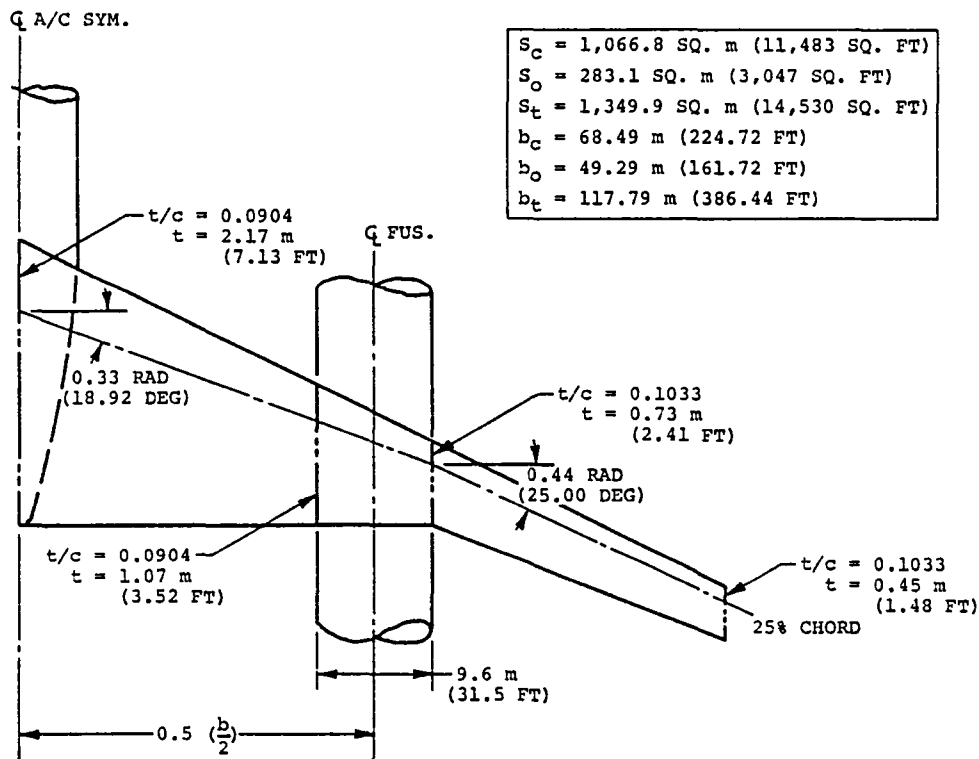 ℄ A/C SYM.
S_c = 1,066.8 SQ. m (11,483 SQ. FT)
S_o = 283.1 SQ. m (3,047 SQ. FT)
S_t = 1,349.9 SQ. m (14,530 SQ. FT)
b_c = 68.49 m (224.72 FT)
b_o = 49.29 m (161.72 FT)
b_t = 117.79 m (386.44 FT)
t/c = 0.0904
t = 2.17 m
(7.13 FT)
℄ FUS.
0.33 RAD
(18.92 DEG)
t/c = 0.1033
t = 0.73 m
(2.41 FT)
0.44 RAD
(25.00 DEG)
t/c = 0.0904
t = 1.07 m
(3.52 FT)
t/c = 0.1033
t = 0.45 m
(1.48 FT)
25% CHORD
9.6 m
(31.5 FT)
0.5 (b/2)